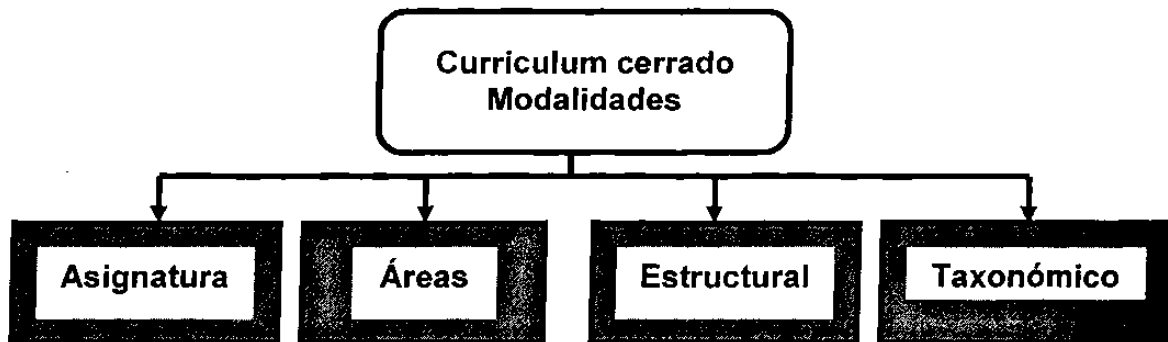 Curriculum cerrado
Modalidades
Asignatura
Áreas
Estructural
Taxonómico